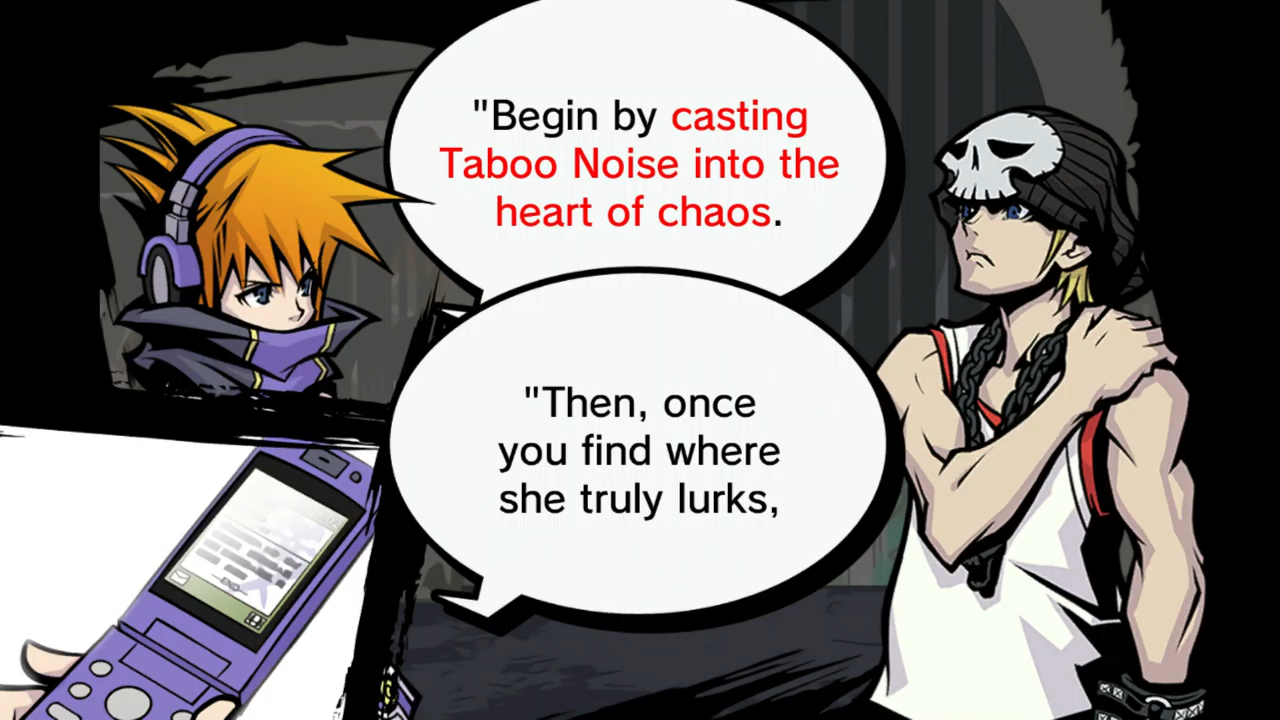 "Begin by casting
Taboo Noise into the
heart of chaos.
"Then, once
you find where
she truly lurks,